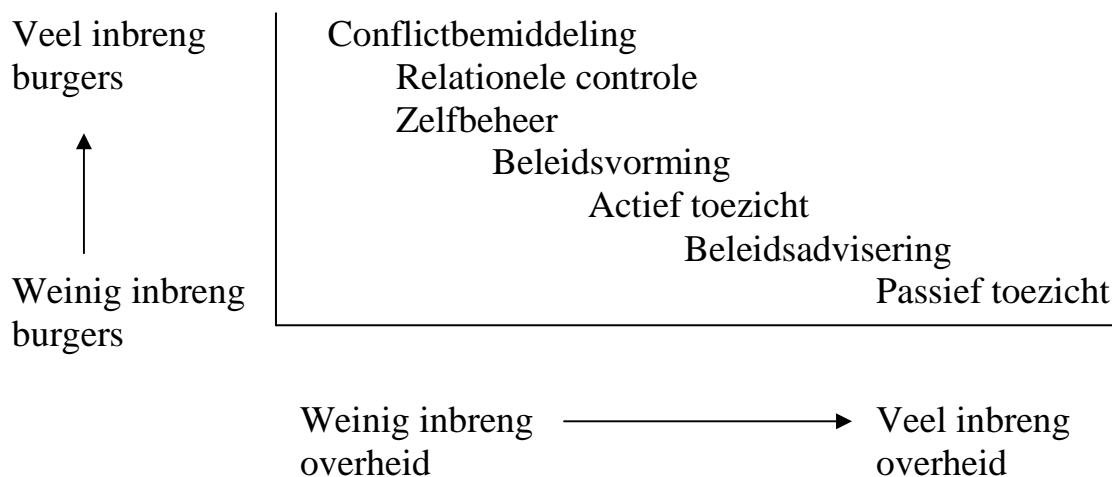 Veel inbreng
burgers
Conflictbemiddeling
Relationele controle
Zelfbeheer
Beleidsvorming
Actief toezicht
Beleidsadvisering
Passief toezicht
Weinig inbreng
burgers
Weinig inbreng
overheid
Veel inbreng
overheid